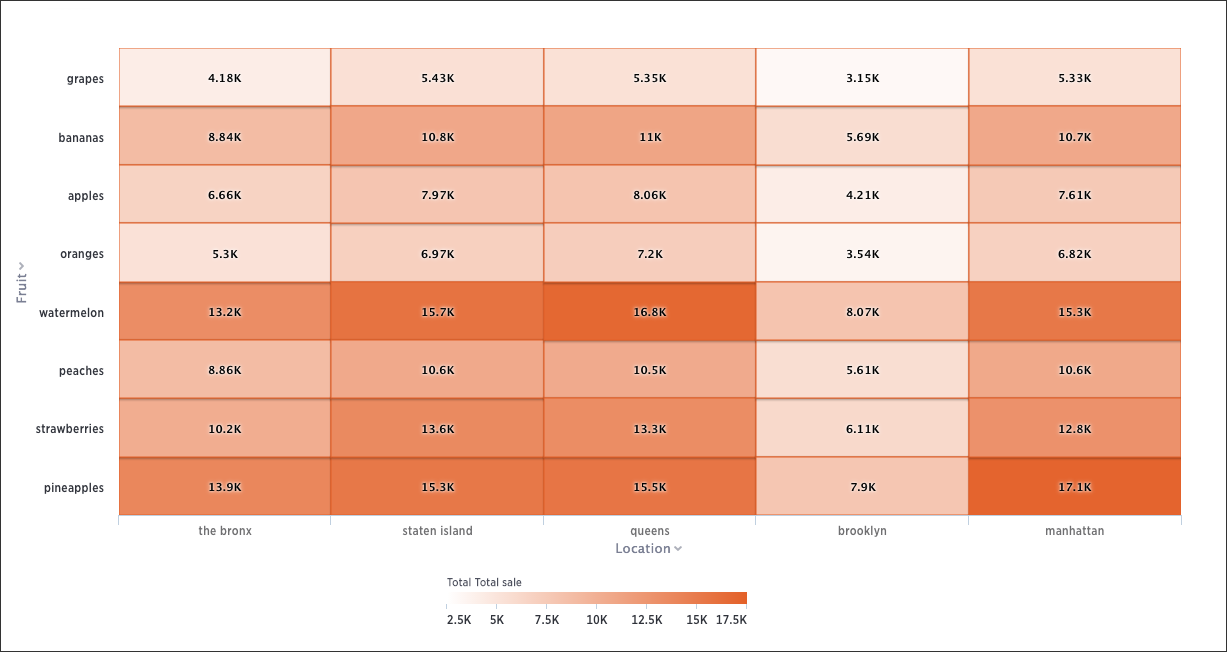 grapes 4.18K 5.43K 5.35K 3.15K 5.33K
bananas 8.84K 10.8K 11K 5.69K 10.7K
apples 6.66K 7.97K 8.06K 4.21K 7.61K
oranges 5.3K 6.97K 7.2K 3.54K 6.82K
Fruit
watermelon 13.2K 15.7K 16.8K 8.07K 15.3K
peaches 8.86K 10.6K 10.5K 5.61K 10.6K
strawberries 10.2K 13.6K 13.3K 6.11K 12.8K
pineapples 13.9K 15.3K 15.5K 7.9K 17.1K
the bronx staten island queens brooklyn manhattan
Location
Total Total sale
2.5K 5K 7.5K 10K 12.5K 15K 17.5K